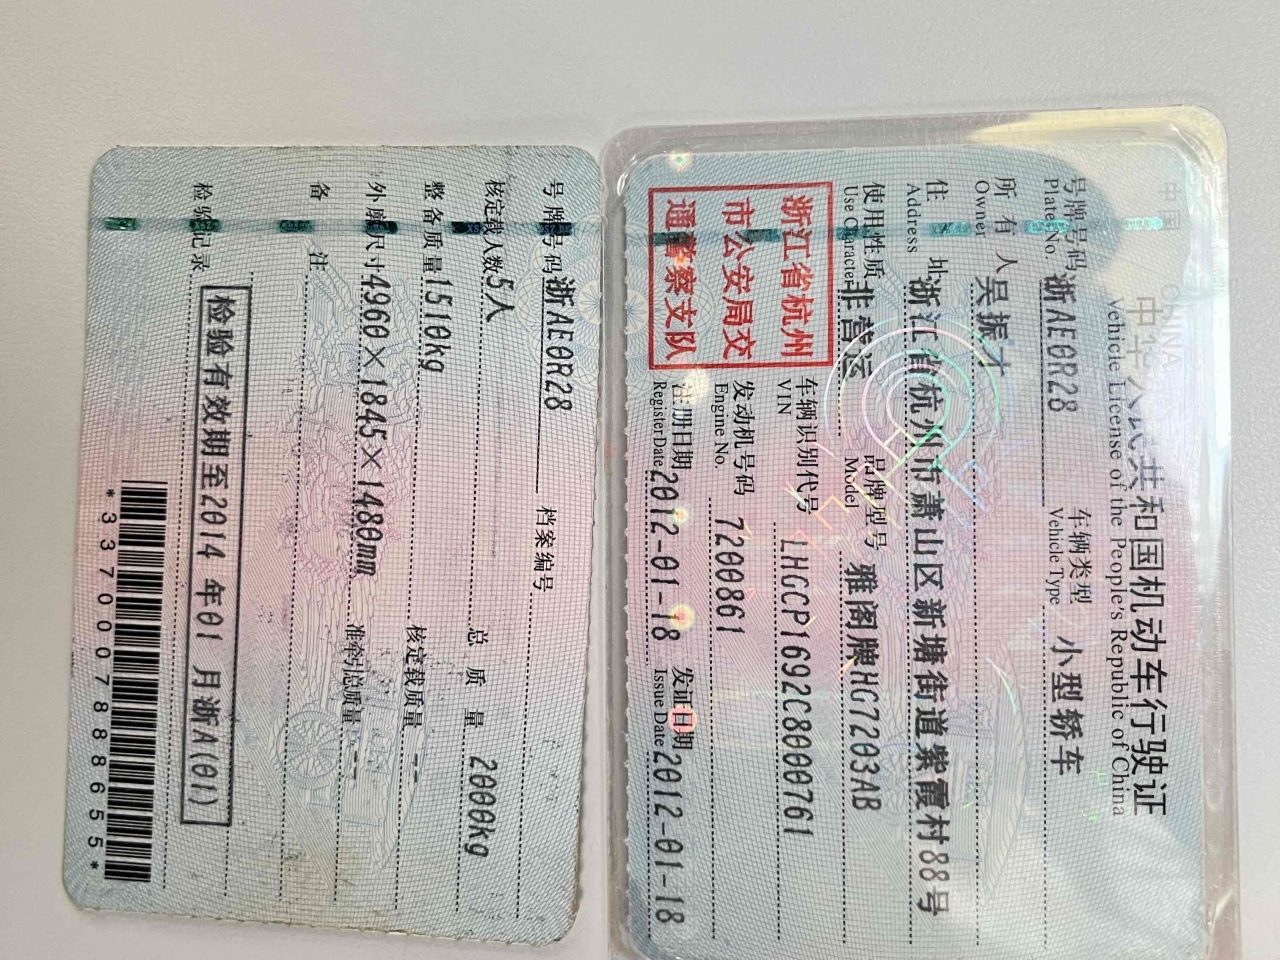 中华人民共和国机动车行驶证
Vehicle License of the People's Republic of China
号牌号码 浙AE0R28 车辆类型 小型轿车
Plate No. Vehicle Type
所有人 吴振才
Owner
住址 浙江省杭州市萧山区新塘街道紫霞村88号
Address
使用性质 非营运 品牌型号 雅阁牌HG7203AB
Use Character Model
浙江省杭州
市公安局交
通警察支队
车辆识别代号 LHGCP1692C8000761
VIN
发动机号码 7200861
Engine No.
注册日期 2012-01-18 发证日期 2012-01-18
Register Date Issue Date
号牌号码 浙AE0R28 档案编号
核定载人数 5人 总质量 2000kg
整备质量 1510kg 核定载质量 --
外廓尺寸 4960×1845×1480mm 准牵引总质量 --
备注
检验记录 检验有效期至2014年01月浙A(01)
*3370007888655*